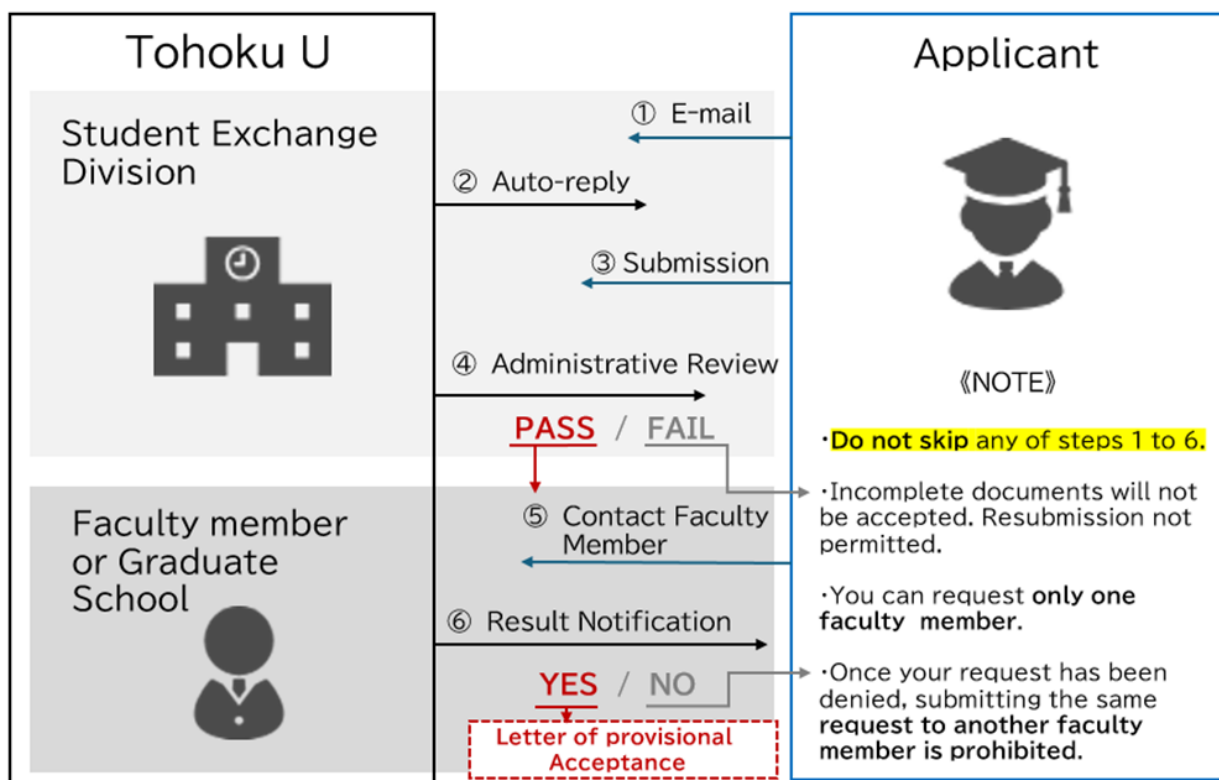 Tohoku U
Student Exchange
Division
① E-mail
② Auto-reply
③ Submission
④ Administrative Review
PASS / FAIL
Faculty member
or Graduate
School
⑤ Contact Faculty
Member
⑥ Result Notification
YES / NO
Letter of provisional
Acceptance
Applicant
《NOTE》
・Do not skip any of steps 1 to 6.
・Incomplete documents will not
be accepted. Resubmission not
permitted.
・You can request only one
faculty member.
・Once your request has been
denied, submitting the same
request to another faculty
member is prohibited.